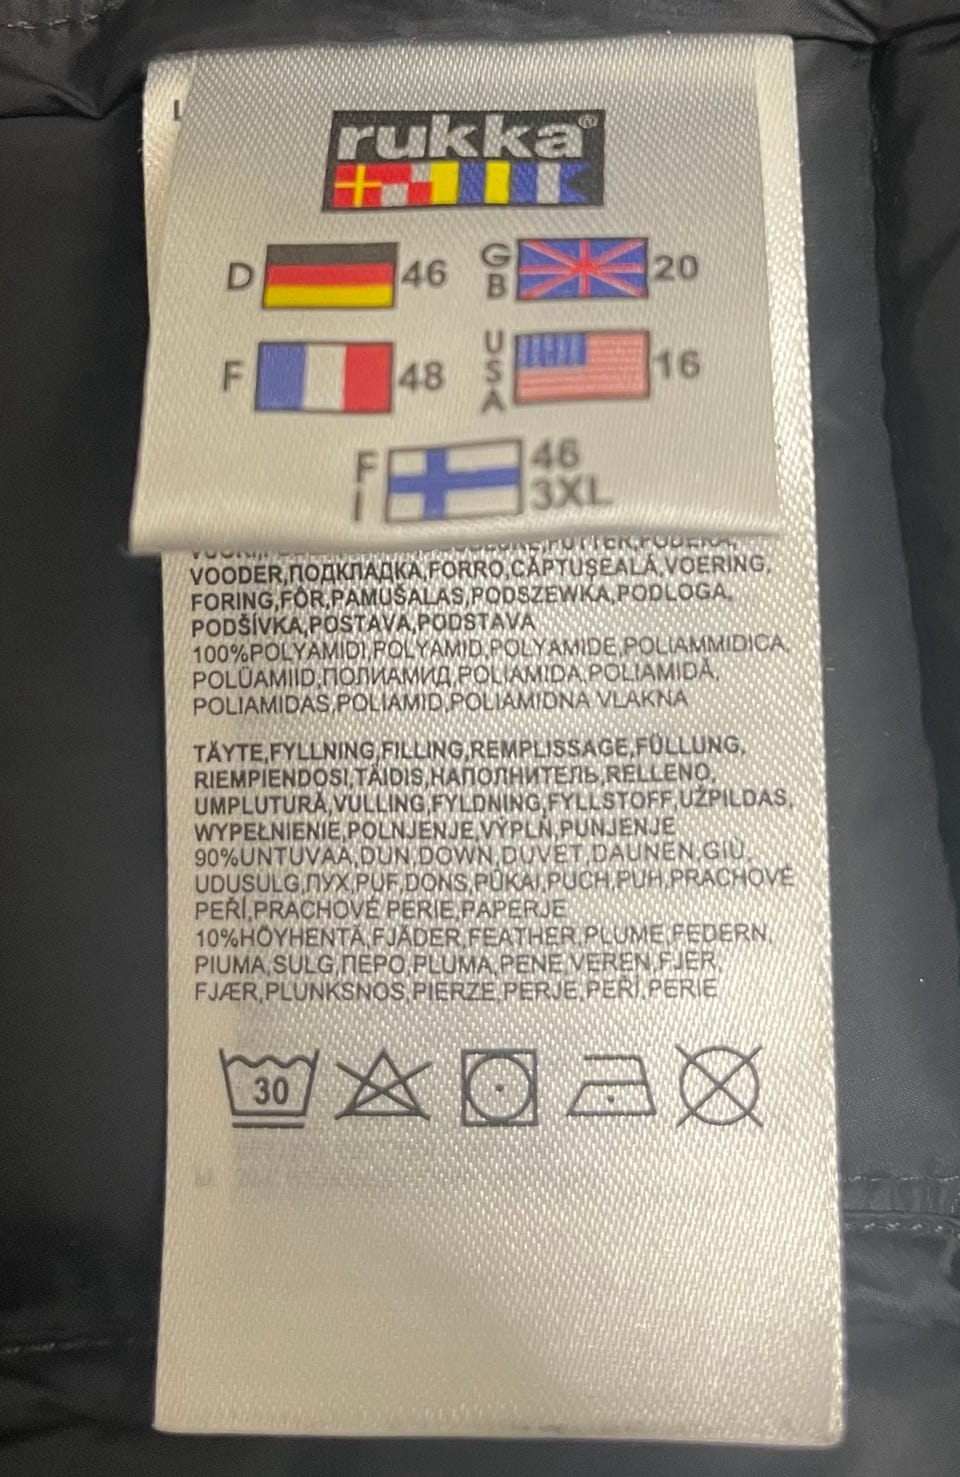 rukka®
D 46 GB 20
F 48 USA 16
FI 46
3XL
VOODER,ПОДКЛАДКА,FORRO,CĂPTUŞEALĂ,VOERING,
FORING,FÔR,PAMUŠALAS,PODSZEWKA,PODLOGA,
PODŠÍVKA,POSTAVA,PODSTAVA
100%POLYAMIDI,POLYAMID,POLYAMIDE,POLIAMMIDICA,
POLÜAMIID,ПОЛИАМИД,POLIAMIDA,POLIAMIDĂ,
POLIAMIDAS,POLIAMID,POLIAMIDNA VLAKNA
TÄYTE,FYLLNING,FILLING,REMPLISSAGE,FÜLLUNG,
RIEMPIENDOSI,TÄIDIS,НАПОЛНИТЕЛЬ,RELLENO,
UMPLUTURĂ,VULLING,FYLDNING,FYLLSTOFF,UŽPILDAS,
WYPEŁNIENIE,POLNJENJE,VÝPLŇ,PUNJENJE
90%UNTUVAA,DUN,DOWN,DUVET,DAUNEN,GIÙ,
UDUSULG,ПУХ,PUF,DONS,PŪKAI,PUCH,PUH,PRACHOVÉ
PEŘÍ,PRACHOVÉ PERIE,PAPERJE
10%HÖYHENTÄ,FJÄDER,FEATHER,PLUME,FEDERN,
PIUMA,SULG,ПЕРО,PLUMA,PENE,VEREN,FJER,
FJÆR,PLUNKSNOS,PIERZE,PERJE,PEŘÍ,PERIE
30